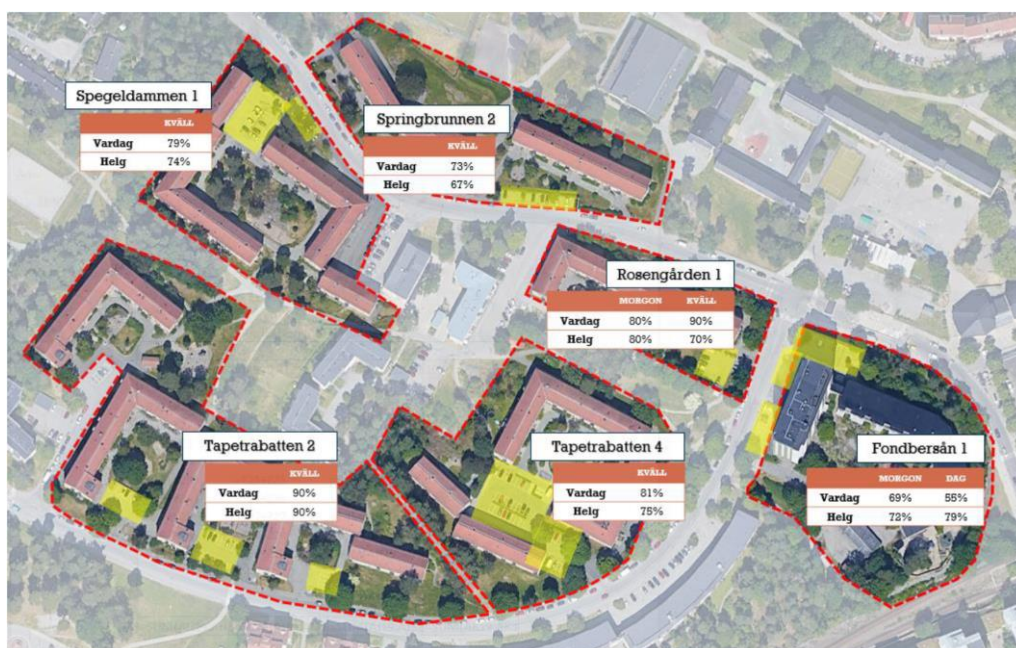 Spegeldammen 1
KVÄLL
Vardag 79%
Helg 74%
Springbrunnen 2
KVÄLL
Vardag 73%
Helg 67%
Rosengården 1
MORGON KVÄLL
Vardag 80% 90%
Helg 80% 70%
Tapetrabatten 2
KVÄLL
Vardag 90%
Helg 90%
Tapetrabatten 4
KVÄLL
Vardag 81%
Helg 75%
Fondbersån 1
MORGON DAG
Vardag 69% 55%
Helg 72% 79%